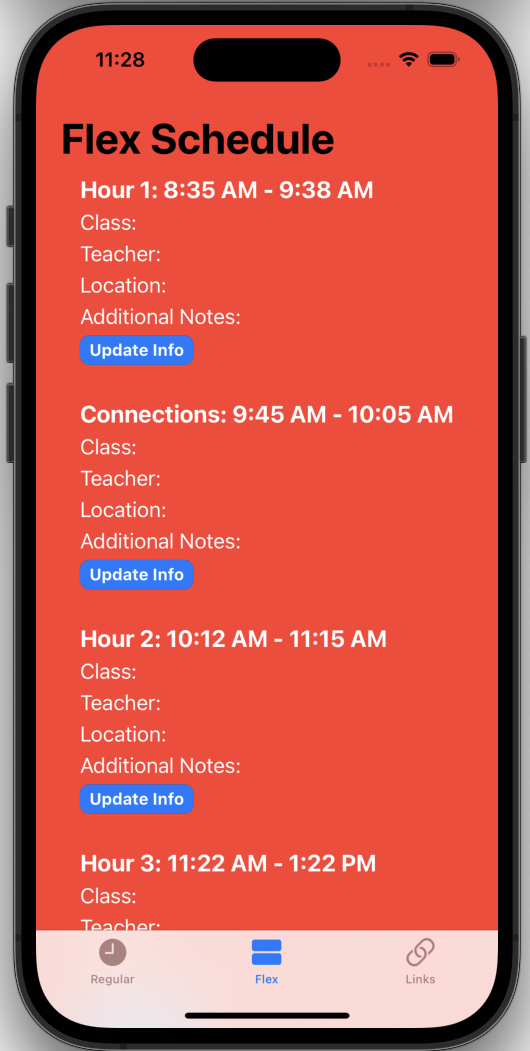 11:28
Flex Schedule
Hour 1: 8:35 AM - 9:38 AM
Class:
Teacher:
Location:
Additional Notes:
Update Info
Connections: 9:45 AM - 10:05 AM
Class:
Teacher:
Location:
Additional Notes:
Update Info
Hour 2: 10:12 AM - 11:15 AM
Class:
Teacher:
Location:
Additional Notes:
Update Info
Hour 3: 11:22 AM - 1:22 PM
Class:
Teacher:
Regular Flex Links